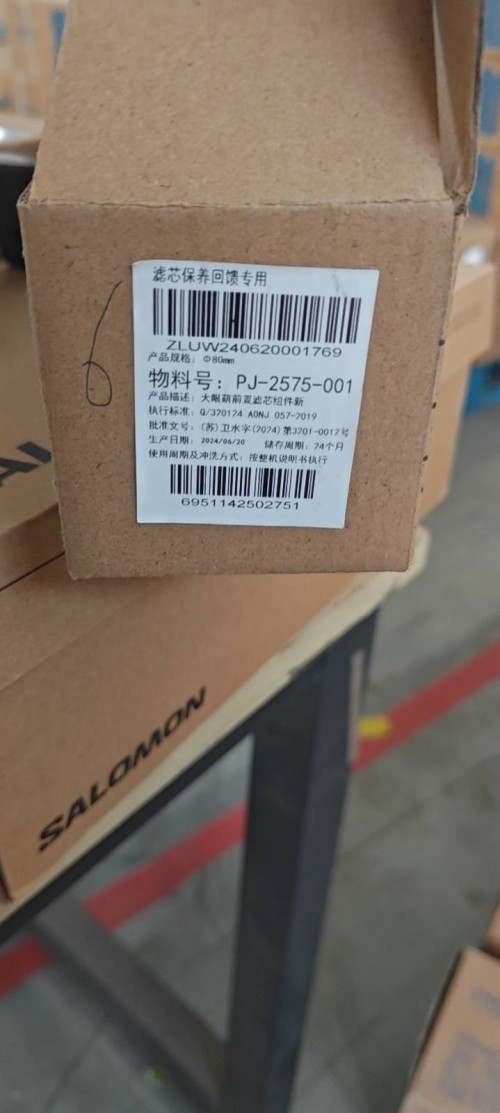 滤芯保养回馈专用
ZLUW240620001769
产品规格: Φ80mm
物料号: PJ-2575-001
产品描述: 大眼萌前置滤芯组件新
执行标准: Q/320124 AONJ 057-2019
批准文号: (苏)卫水字(2024)第3201-0012号
生产日期: 2024/06/20 储存周期: 24个月
使用周期及冲洗方式: 按整机说明书执行
6951142502751
6
SALOMON